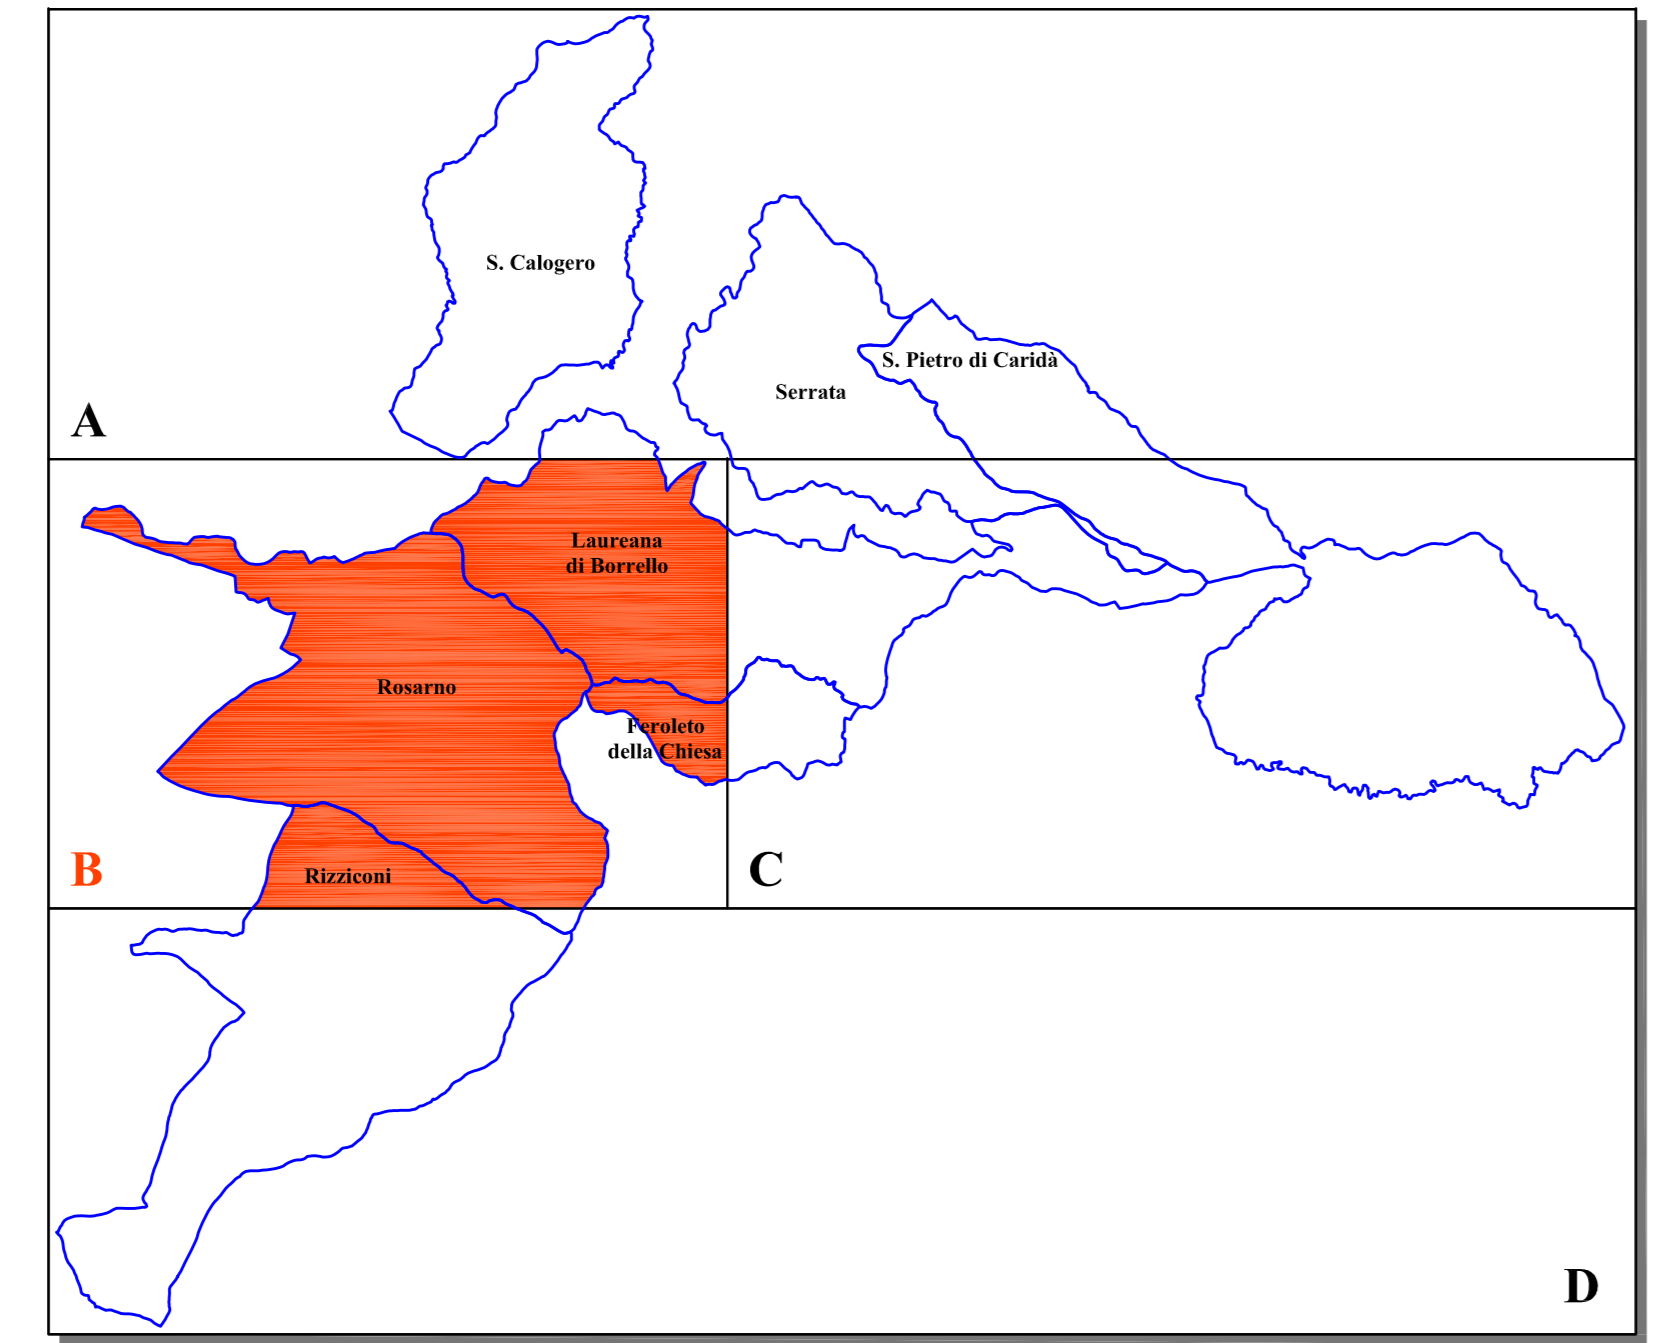 S. Calogero
S. Pietro di Caridà
Serrata
A
Laureana
di Borrello
Rosarno
Feroleto
della Chiesa
B
Rizziconi
C
D